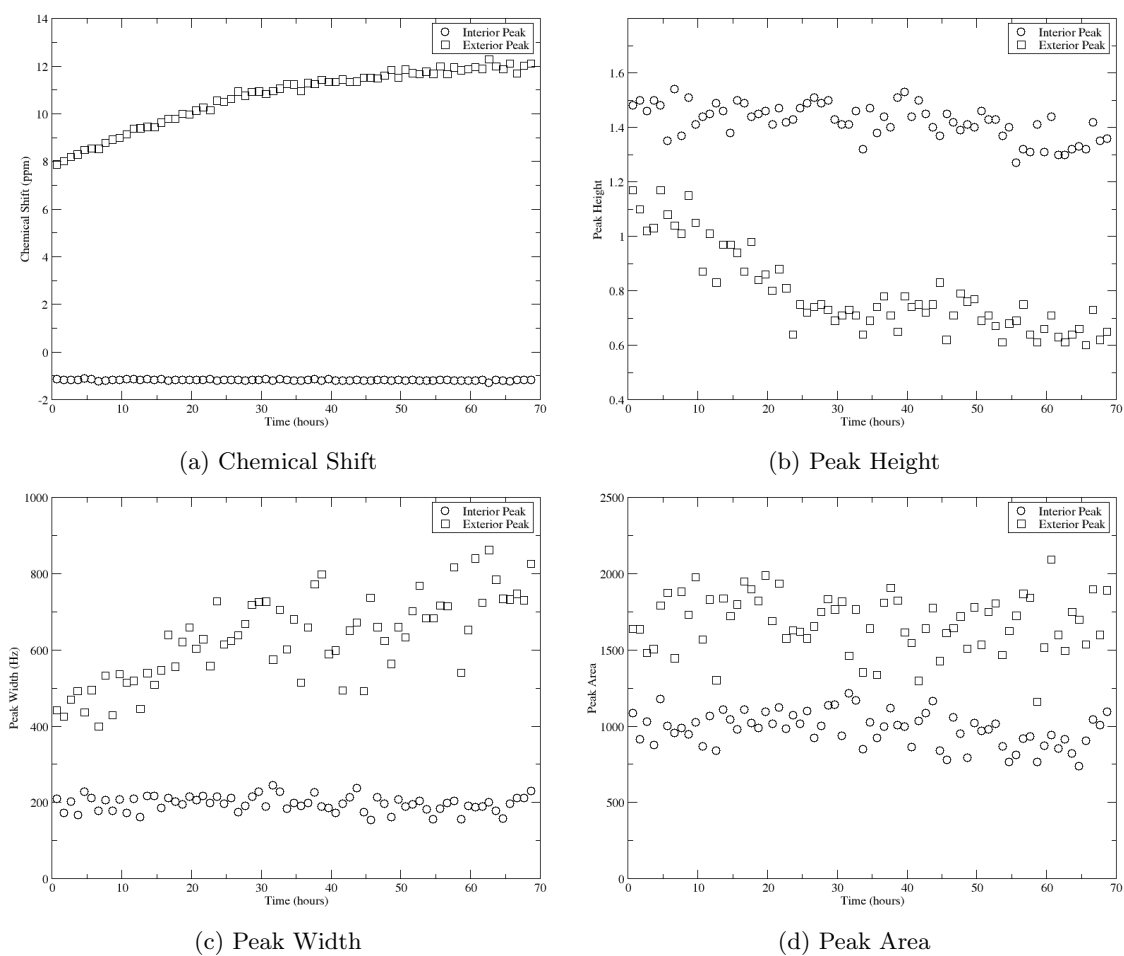 14
12
10
8
6
4
2
0
-2
Chemical Shift (ppm)
Interior Peak
Exterior Peak
0 10 20 30 40 50 60 70
Time (hours)
(a) Chemical Shift
1.6
1.4
1.2
1
0.8
0.6
0.4
Peak Height
Interior Peak
Exterior Peak
0 10 20 30 40 50 60 70
Time (hours)
(b) Peak Height
1000
800
600
400
200
0
Peak Width (Hz)
Interior Peak
Exterior Peak
0 10 20 30 40 50 60 70
Time (hours)
(c) Peak Width
2500
2000
1500
1000
500
0
Peak Area
Interior Peak
Exterior Peak
0 10 20 30 40 50 60 70
Time (hours)
(d) Peak Area